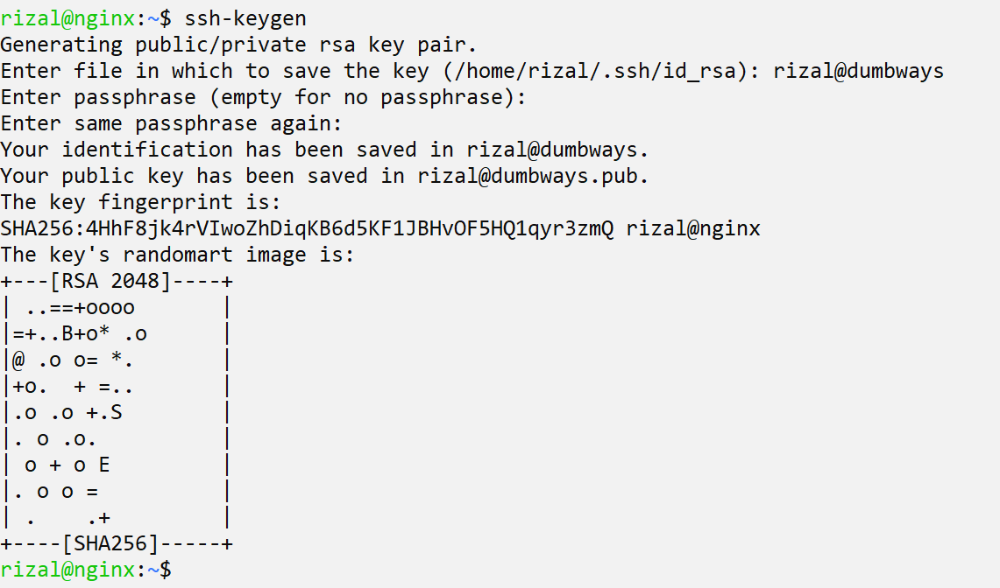 rizal@nginx:~$ ssh-keygen
Generating public/private rsa key pair.
Enter file in which to save the key (/home/rizal/.ssh/id_rsa): rizal@dumbways
Enter passphrase (empty for no passphrase):
Enter same passphrase again:
Your identification has been saved in rizal@dumbways.
Your public key has been saved in rizal@dumbways.pub.
The key fingerprint is:
SHA256:4HhF8jk4rVIwoZhDiqKB6d5KF1JBHvOF5HQ1qyr3zmQ rizal@nginx
The key's randomart image is:
+---[RSA 2048]----+
| ..==+oooo       |
|=+..B+o* .o      |
|@ .o o= *.       |
|+o.  + =..       |
|.o .o +.S        |
|. o .o.          |
| o + o E         |
|. o o =          |
| .    .+         |
+----[SHA256]-----+
rizal@nginx:~$